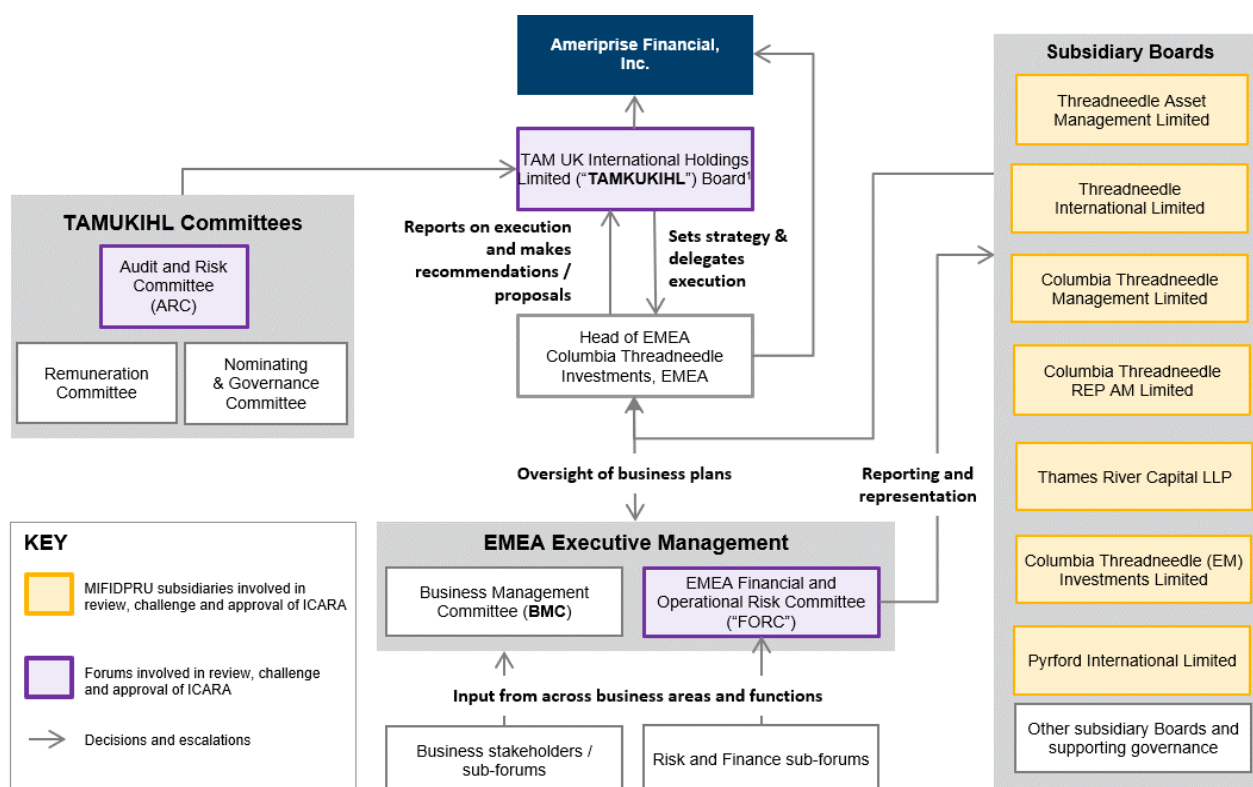 Ameriprise Financial,
Inc.
TAM UK International Holdings
Limited (“TAMKUKIHL”) Board¹
TAMUKIHL Committees
Audit and Risk
Committee
(ARC)
Remuneration
Committee
Nominating
& Governance
Committee
Reports on execution
and makes
recommendations /
proposals
Sets strategy &
delegates
execution
Head of EMEA
Columbia Threadneedle
Investments, EMEA
Oversight of business plans
Reporting and
representation
EMEA Executive Management
Business Management
Committee (BMC)
EMEA Financial and
Operational Risk Committee
(“FORC”)
Input from across business areas and functions
Business stakeholders /
sub-forums
Risk and Finance sub-forums
Subsidiary Boards
Threadneedle Asset
Management Limited
Threadneedle
International Limited
Columbia Threadneedle
Management Limited
Columbia Threadneedle
REP AM Limited
Thames River Capital LLP
Columbia Threadneedle (EM)
Investments Limited
Pyrford International Limited
Other subsidiary Boards and
supporting governance
KEY
MIFIDPRU subsidiaries involved in
review, challenge and approval of ICARA
Forums involved in review, challenge
and approval of ICARA
Decisions and escalations